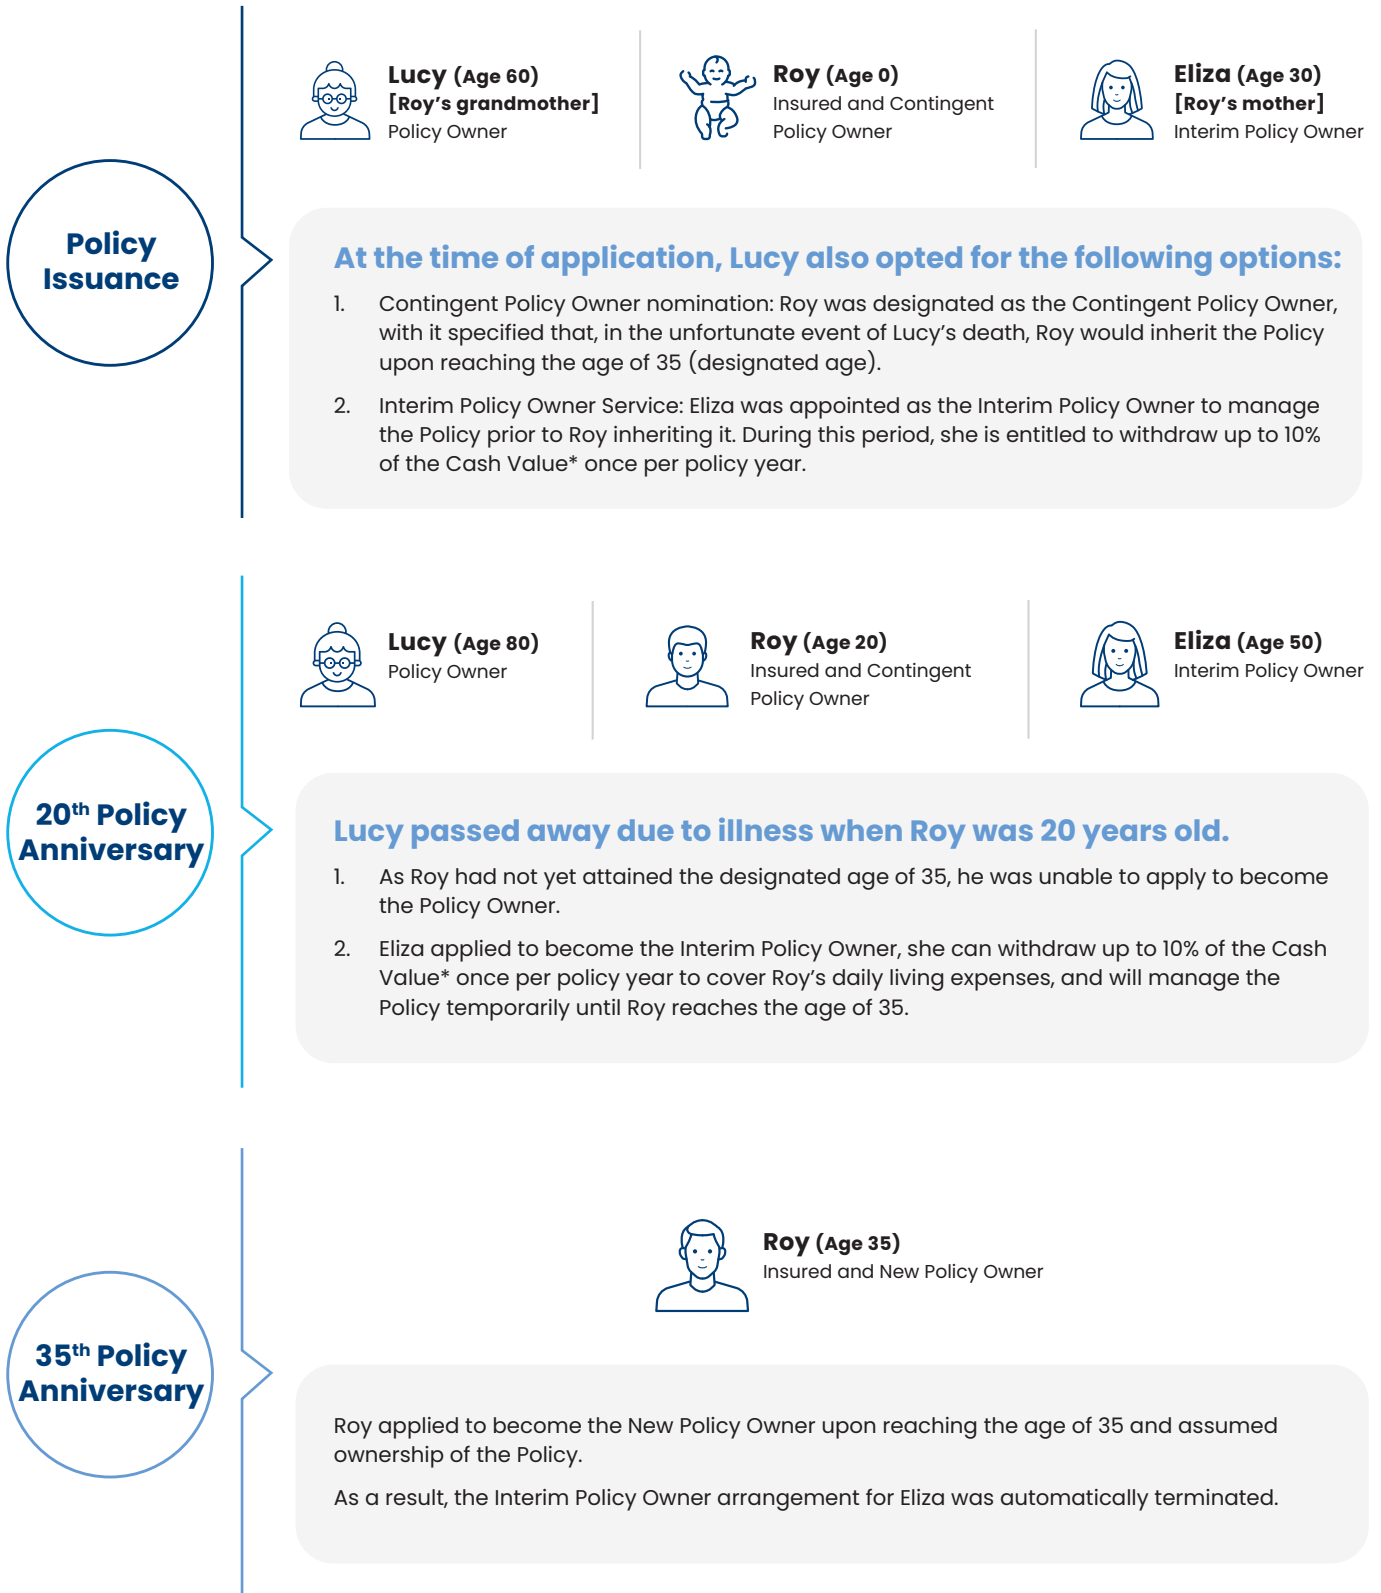 Policy
Issuance
Lucy (Age 60)
[Roy's grandmother]
Policy Owner
Roy (Age 0)
Insured and Contingent
Policy Owner
Eliza (Age 30)
[Roy's mother]
Interim Policy Owner
At the time of application, Lucy also opted for the following options:
1. Contingent Policy Owner nomination: Roy was designated as the Contingent Policy Owner,
with it specified that, in the unfortunate event of Lucy's death, Roy would inherit the Policy
upon reaching the age of 35 (designated age).
2. Interim Policy Owner Service: Eliza was appointed as the Interim Policy Owner to manage
the Policy prior to Roy inheriting it. During this period, she is entitled to withdraw up to 10%
of the Cash Value* once per policy year.
20th Policy
Anniversary
Lucy (Age 80)
Policy Owner
Roy (Age 20)
Insured and Contingent
Policy Owner
Eliza (Age 50)
Interim Policy Owner
Lucy passed away due to illness when Roy was 20 years old.
1. As Roy had not yet attained the designated age of 35, he was unable to apply to become
the Policy Owner.
2. Eliza applied to become the Interim Policy Owner, she can withdraw up to 10% of the Cash
Value* once per policy year to cover Roy's daily living expenses, and will manage the
Policy temporarily until Roy reaches the age of 35.
35th Policy
Anniversary
Roy (Age 35)
Insured and New Policy Owner
Roy applied to become the New Policy Owner upon reaching the age of 35 and assumed
ownership of the Policy.
As a result, the Interim Policy Owner arrangement for Eliza was automatically terminated.